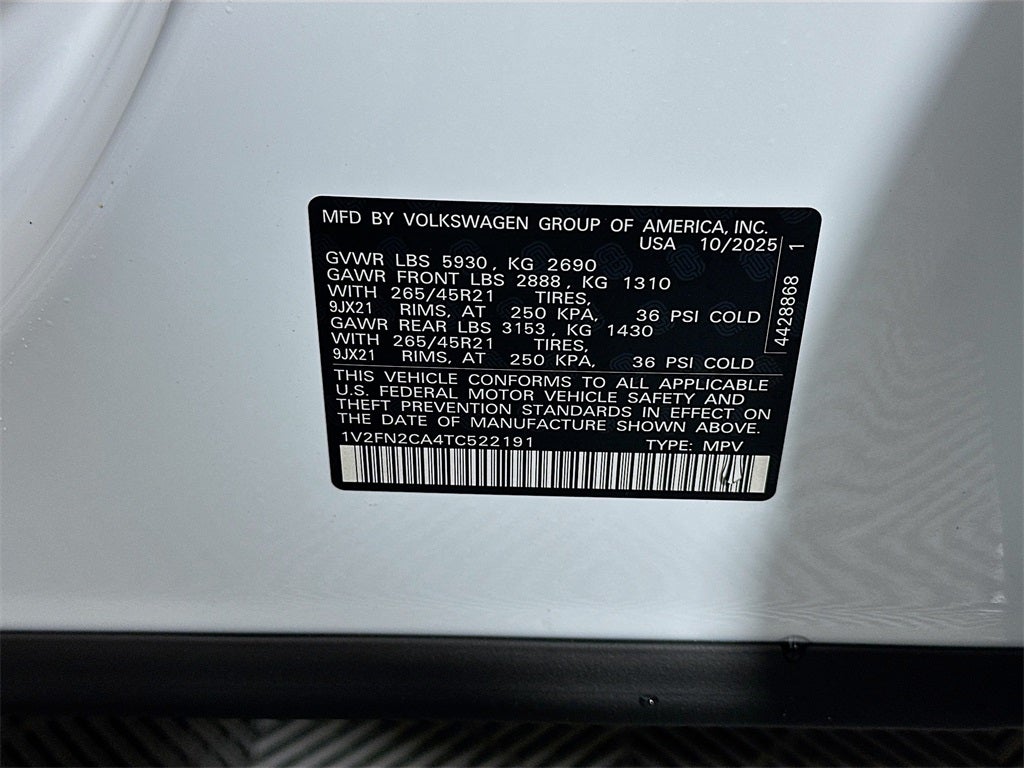 MFD BY VOLKSWAGEN GROUP OF AMERICA, INC.
USA 10/2025
GVWR LBS 5930, KG 2690
GAWR FRONT LBS 2888, KG 1310
WITH 265/45R21 TIRES,
9JX21 RIMS, AT 250 KPA, 36 PSI COLD
GAWR REAR LBS 3153, KG 1430
WITH 265/45R21 TIRES,
9JX21 RIMS, AT 250 KPA, 36 PSI COLD
4428868 1
THIS VEHICLE CONFORMS TO ALL APPLICABLE
U.S. FEDERAL MOTOR VEHICLE SAFETY AND
THEFT PREVENTION STANDARDS IN EFFECT ON
THE DATE OF MANUFACTURE SHOWN ABOVE.
1V2FN2CA4TC522191 TYPE: MPV